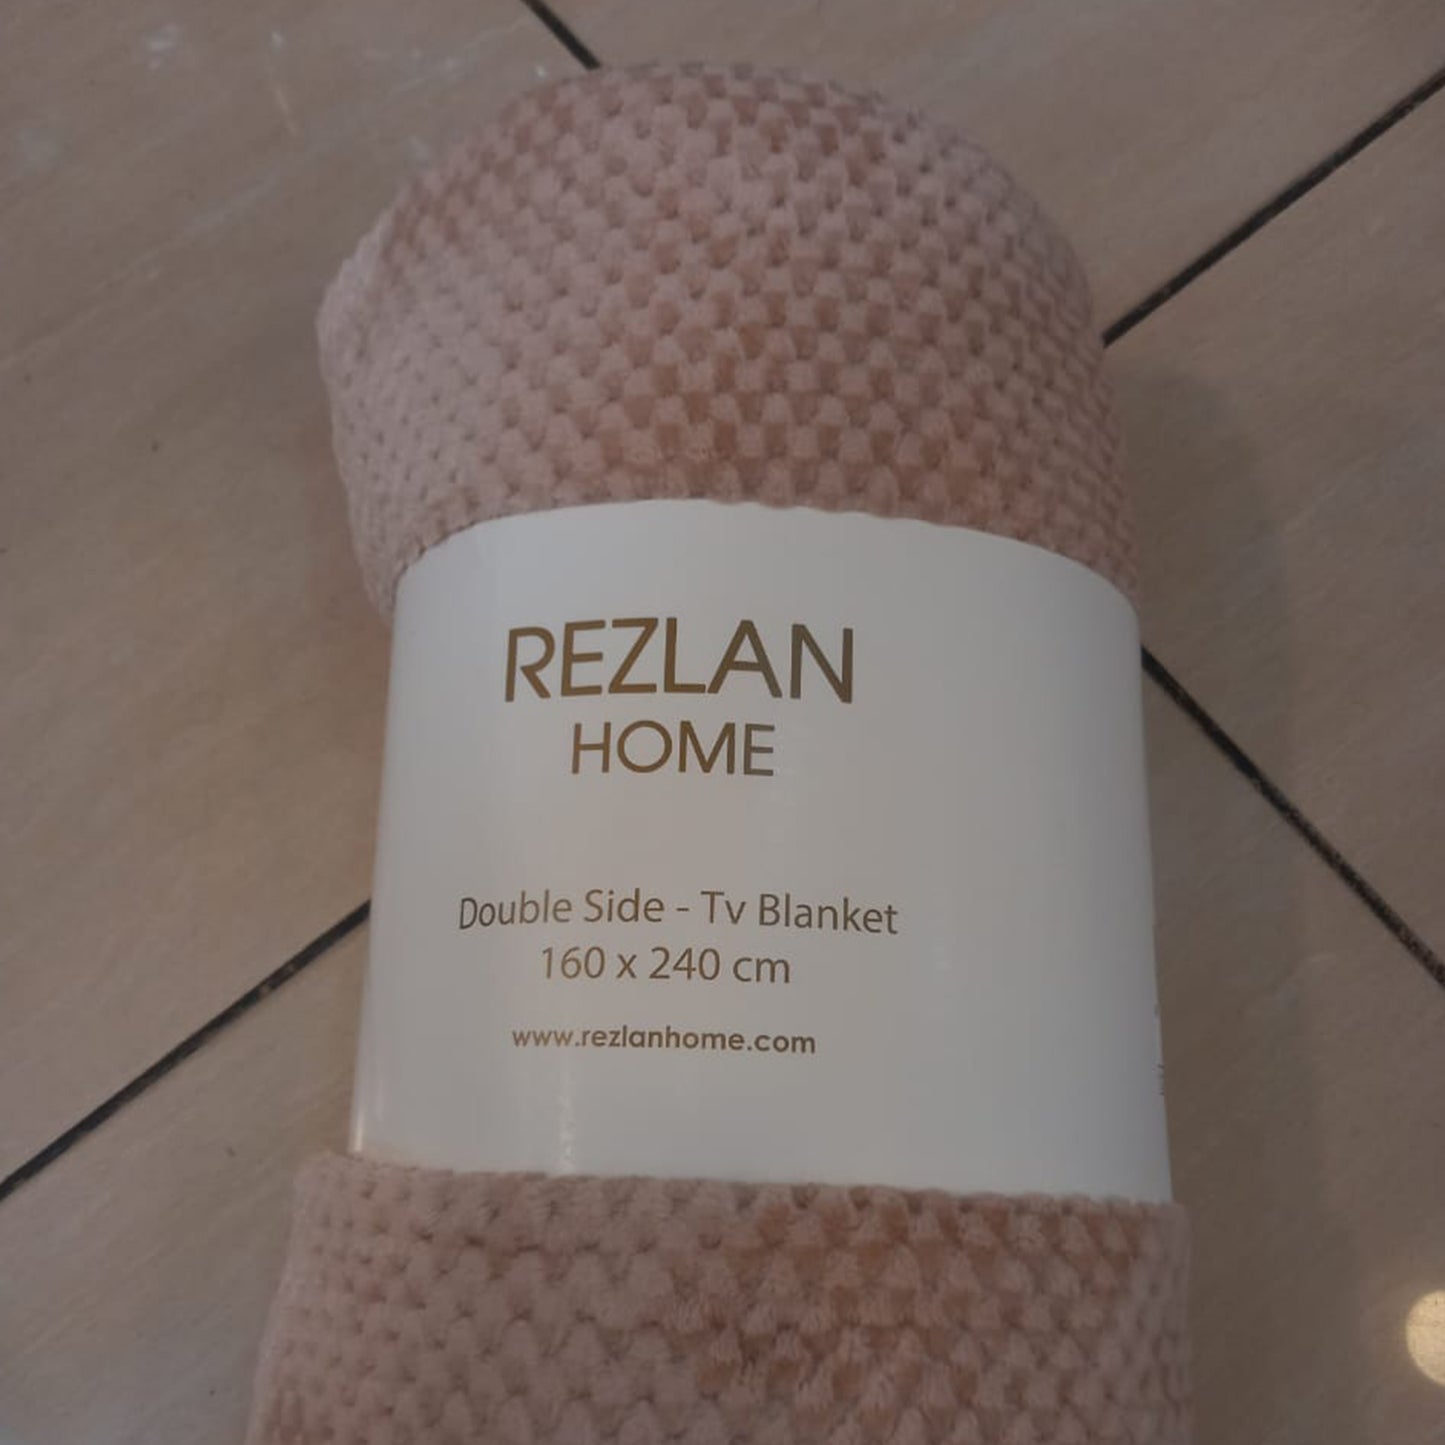 REZLAN
HOME
Double Side - Tv Blanket
160 x 240 cm
www.rezlanhome.com